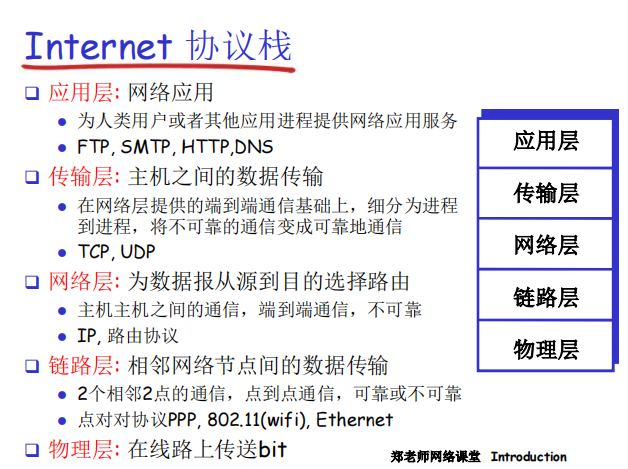 Internet 协议栈
应用层: 网络应用
为人类用户或者其他应用进程提供网络应用服务
FTP, SMTP, HTTP,DNS
传输层: 主机之间的数据传输
在网络层提供的端到端通信基础上，细分为进程
到进程，将不可靠的通信变成可靠地通信
TCP, UDP
网络层: 为数据报从源到目的选择路由
主机主机之间的通信，端到端通信，不可靠
IP, 路由协议
链路层: 相邻网络节点间的数据传输
2个相邻2点的通信，点到点通信，可靠或不可靠
点对对协议PPP, 802.11(wifi), Ethernet
物理层: 在线路上传送bit
应用层
传输层
网络层
链路层
物理层
郑老师网络课堂 Introduction